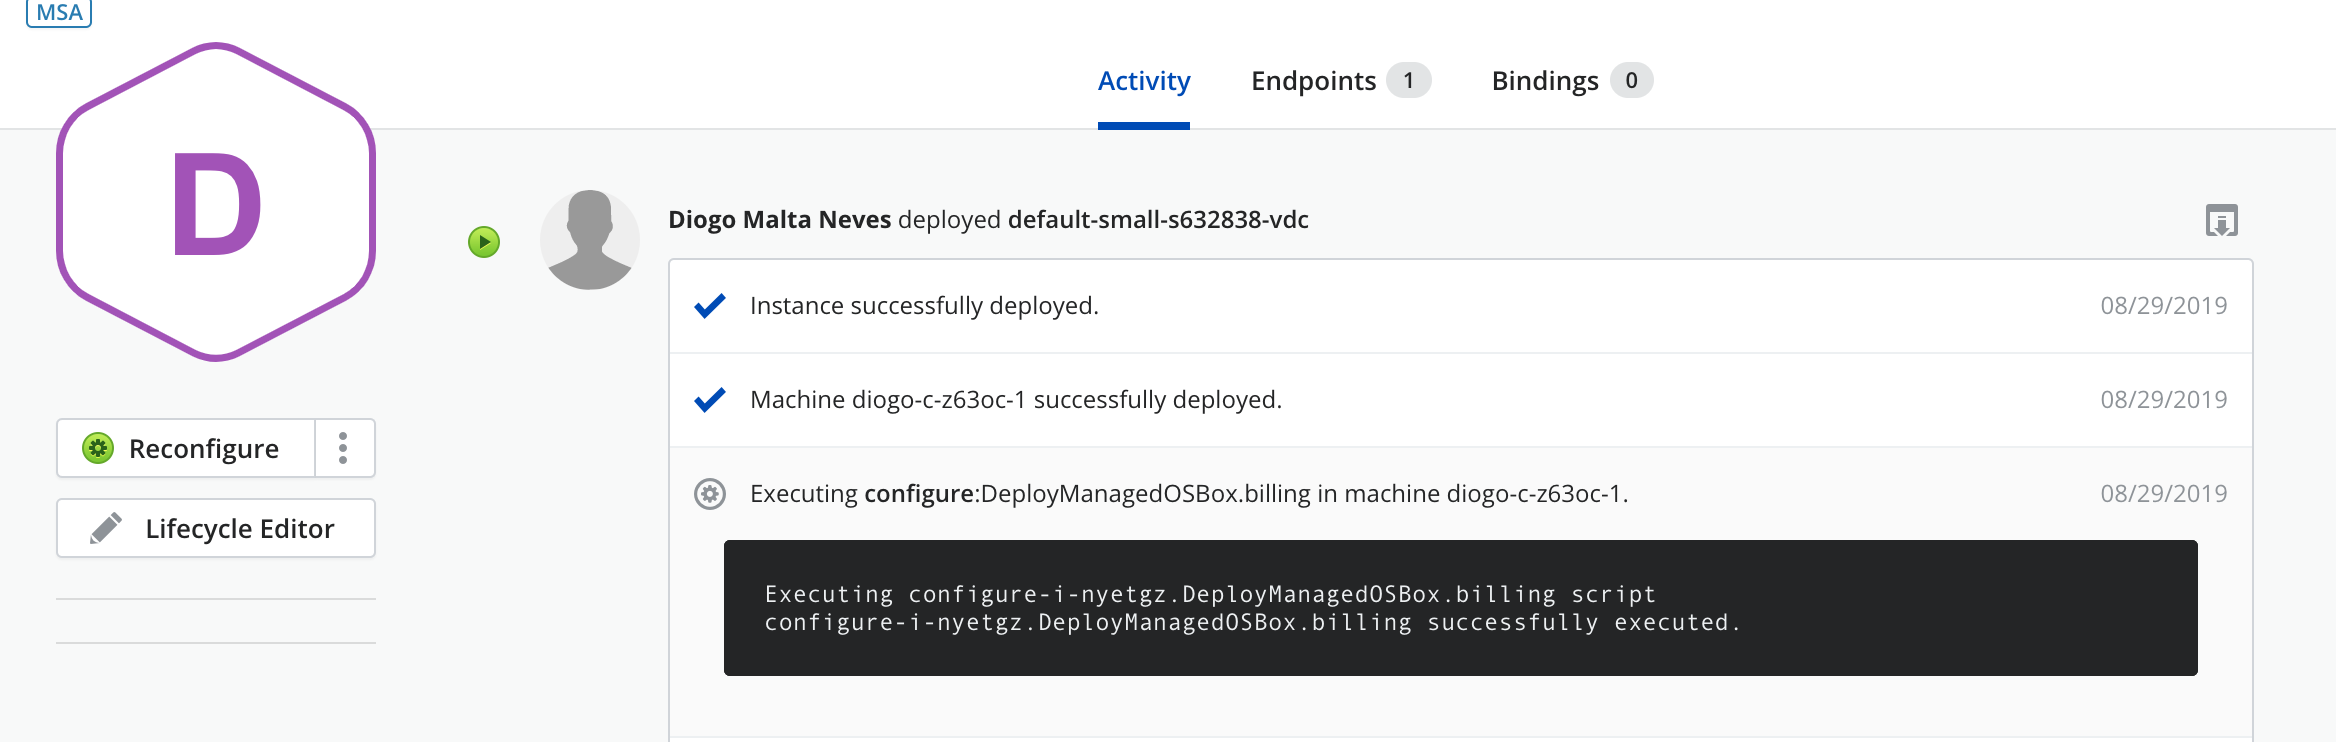 MSA
Activity
Endpoints 1
Bindings 0
D
Diogo Malta Neves deployed default-small-s632838-vdc
Instance successfully deployed. 08/29/2019
Machine diogo-c-z63oc-1 successfully deployed. 08/29/2019
Reconfigure
Executing configure:DeployManagedOSBox.billing in machine diogo-c-z63oc-1. 08/29/2019
Lifecycle Editor
Executing configure-i-nyetgz.DeployManagedOSBox.billing script
configure-i-nyetgz.DeployManagedOSBox.billing successfully executed.